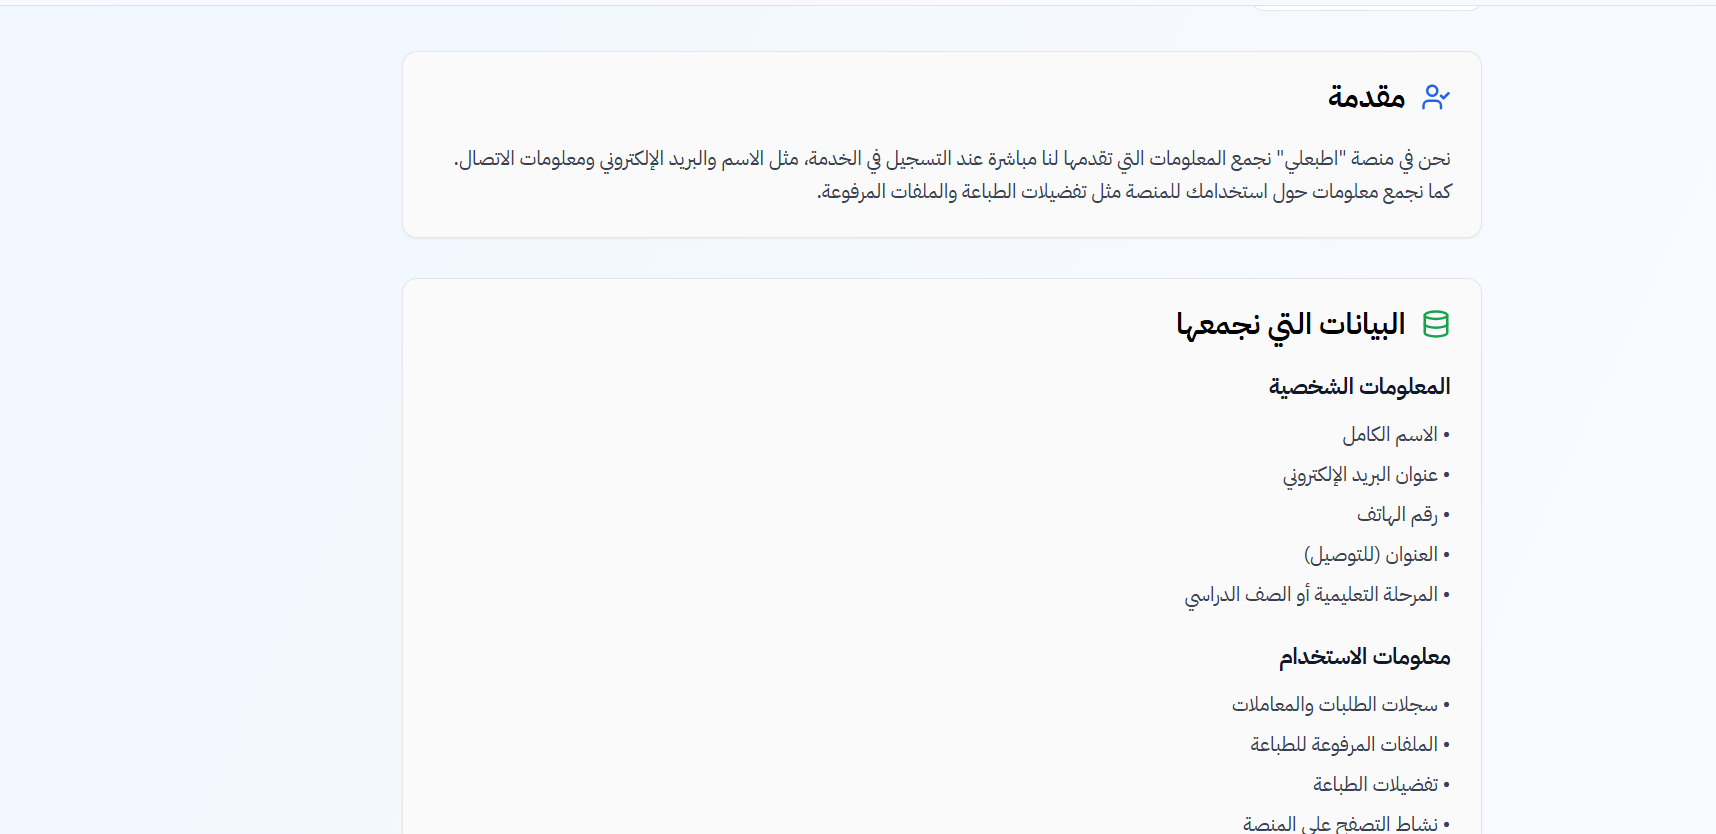 مقدمة
نحن في منصة "اطبعلي" نجمع المعلومات التي تقدمها لنا مباشرة عند التسجيل في الخدمة، مثل الاسم والبريد الإلكتروني ومعلومات الاتصال.
كما نجمع معلومات حول استخدامك للمنصة مثل تفضيلات الطباعة والملفات المرفوعة.
البيانات التي نجمعها
المعلومات الشخصية
• الاسم الكامل
• عنوان البريد الإلكتروني
• رقم الهاتف
• العنوان (للتوصيل)
• المرحلة التعليمية أو الصف الدراسي
معلومات الاستخدام
• سجلات الطلبات والمعاملات
• الملفات المرفوعة للطباعة
• تفضيلات الطباعة
• نشاط التصفح على المنصة